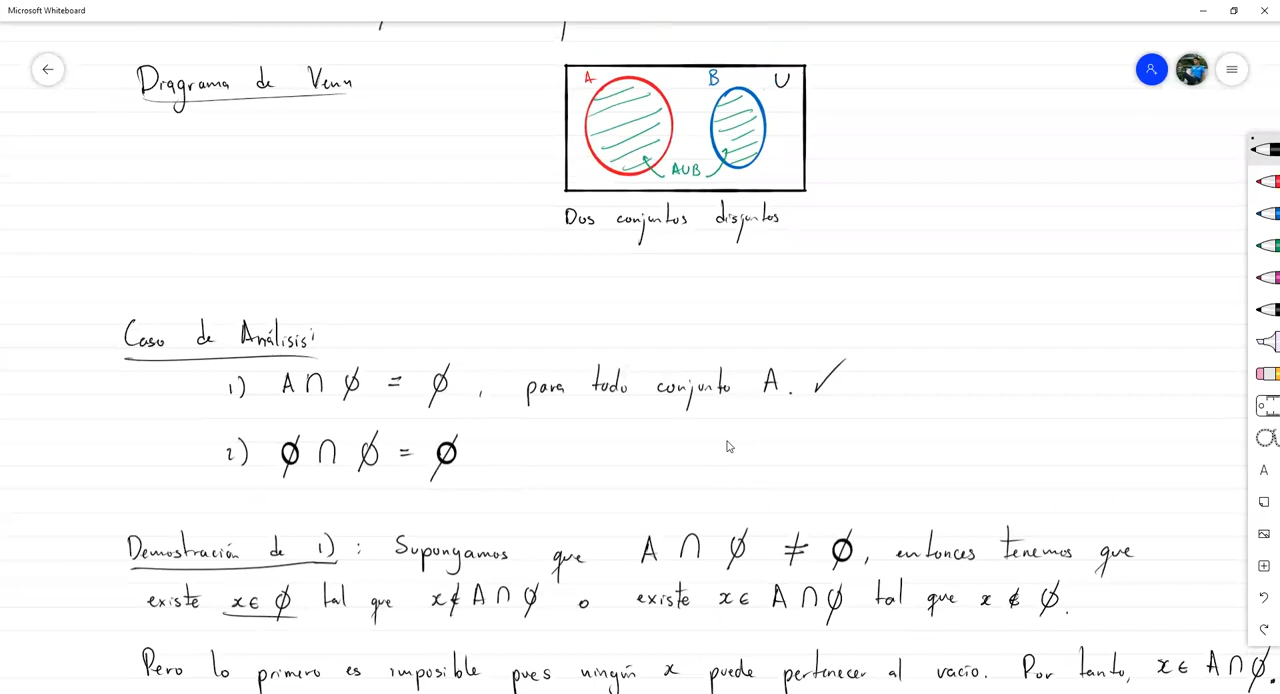 Microsoft Whiteboard
Diagrama de Venn
A B U
A∪B
Dos conjuntos disjuntos
Caso de Análisis:
1) A ∩ ∅ = ∅ , para todo conjunto A. ✓
2) ∅ ∩ ∅ = ∅
Demostración de 1) : Supongamos que A ∩ ∅ ≠ ∅, entonces tenemos que
existe x ∈ ∅ tal que x ∉ A ∩ ∅ o existe x ∈ A ∩ ∅ tal que x ∉ ∅.
Pero lo primero es imposible pues ningún x puede pertenecer al vacío. Por tanto, x ∈ A ∩ ∅.